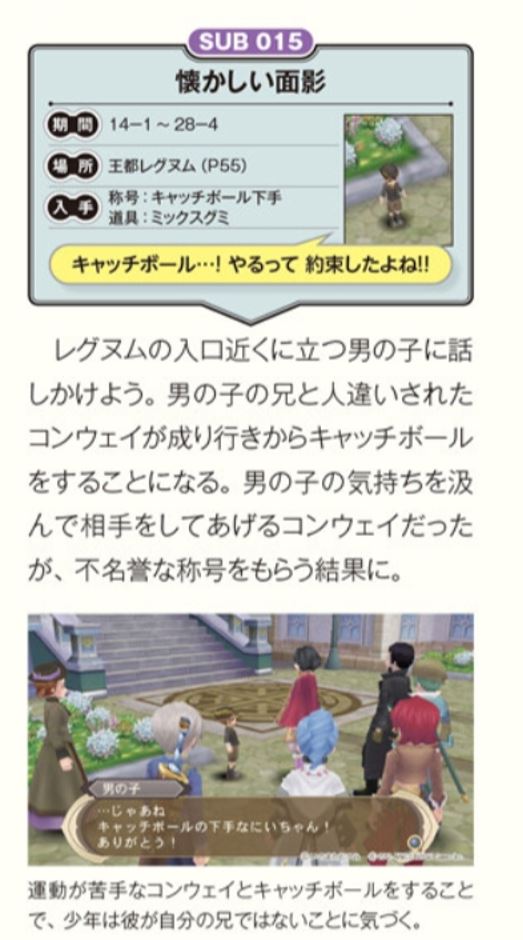 SUB 015
懐かしい面影
期間 14−1～28−4
場所 王都レグヌム（P55）
入手 称号：キャッチボール下手
道具：ミックスグミ
キャッチボール…! やるって 約束したよね!!
レグヌムの入口近くに立つ男の子に話
しかけよう。男の子の兄と人違いされた
コンウェイが成り行きからキャッチボール
をすることになる。男の子の気持ちを汲
んで相手をしてあげるコンウェイだった
が、不名誉な称号をもらう結果に。
男の子
…じゃあね
キャッチボールの下手なにいちゃん！
ありがとう！
運動が苦手なコンウェイとキャッチボールをすること
で、少年は彼が自分の兄ではないことに気づく。